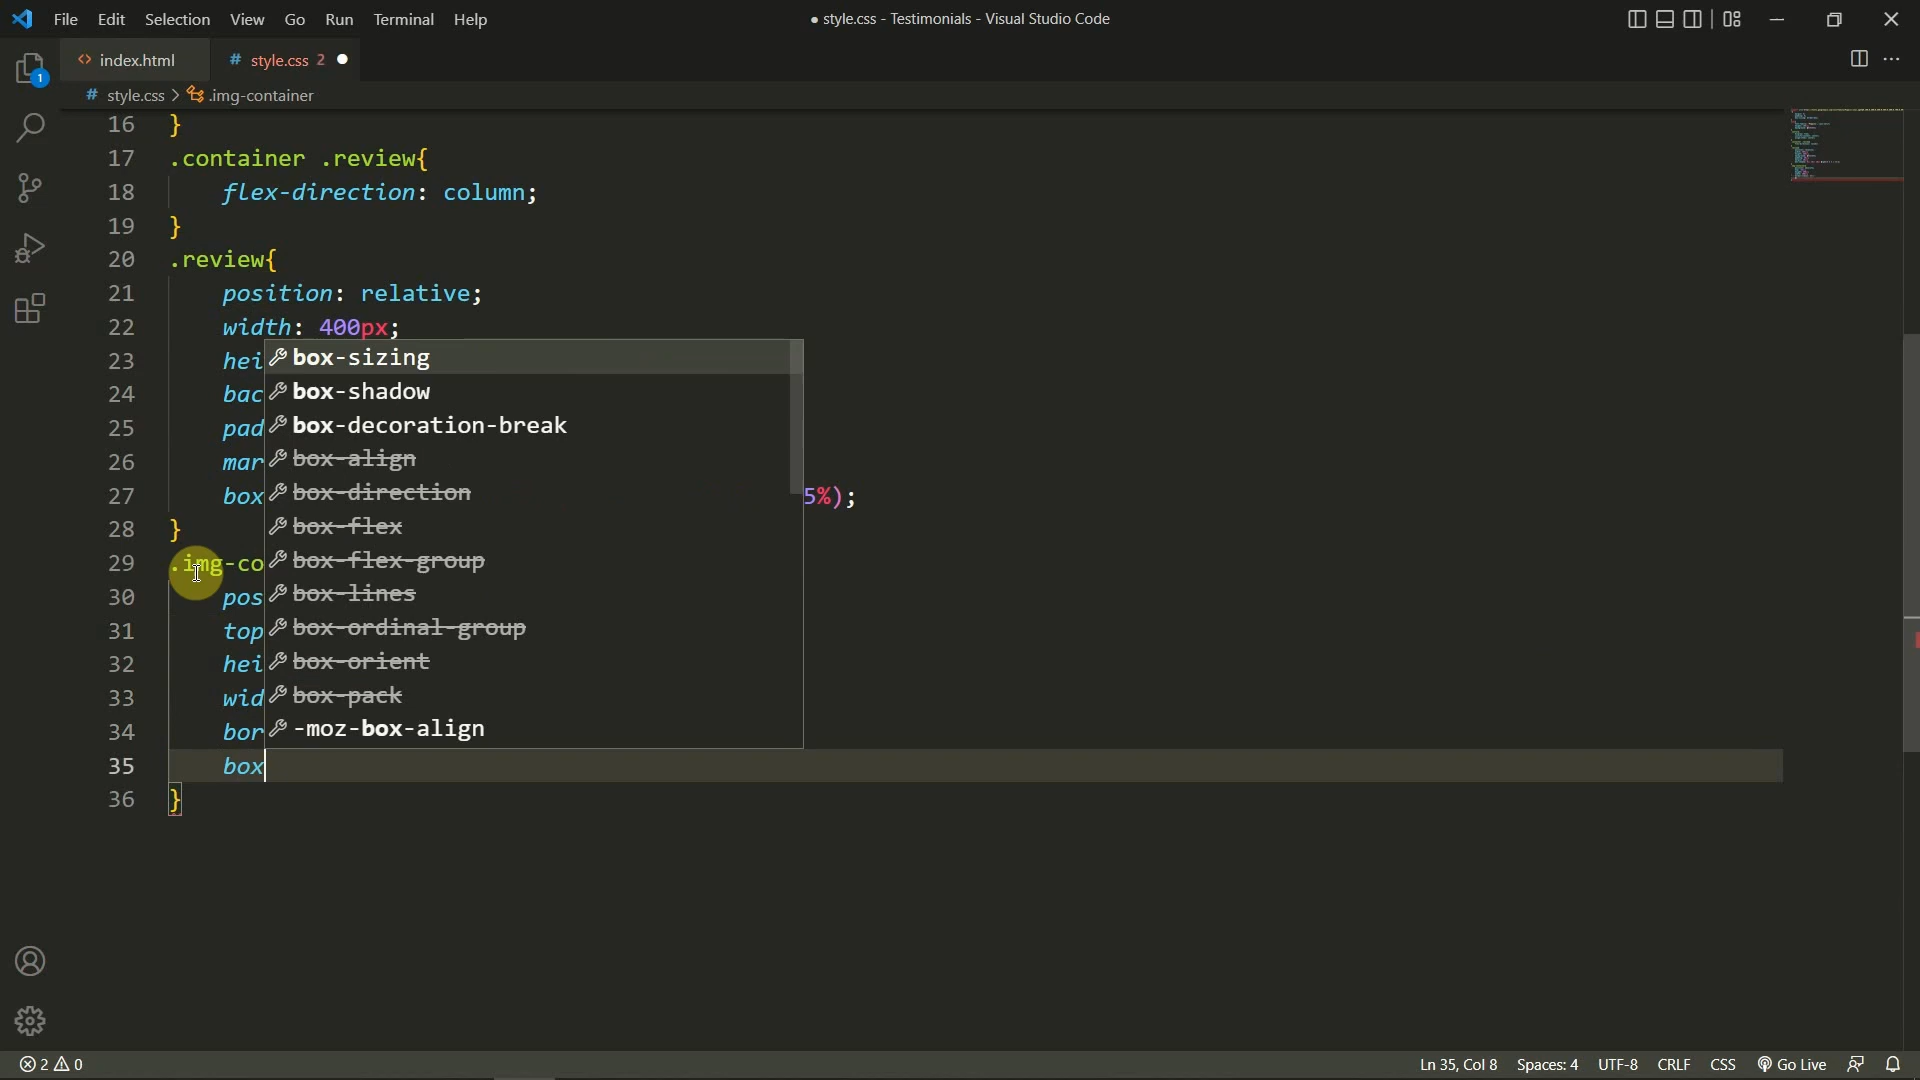 File Edit Selection View Go Run Terminal Help
● style.css - Testimonials - Visual Studio Code
1
<> index.html
# style.css 2 ●
# style.css > .img-container
16 }
17 .container .review{
18 flex-direction: column;
19 }
20 .review{
21 position: relative;
22 width: 400px;
23 hei
24 bac
25 pad
26 mar
27 box 5%);
28 }
29 .img-co
30 pos
31 top
32 hei
33 wid
34 bor
35 box
36 }
box-sizing
box-shadow
box-decoration-break
box-align
box-direction
box-flex
box-flex-group
box-lines
box-ordinal-group
box-orient
box-pack
-moz-box-align
2 0
Ln 35, Col 8 Spaces: 4 UTF-8 CRLF CSS Go Live